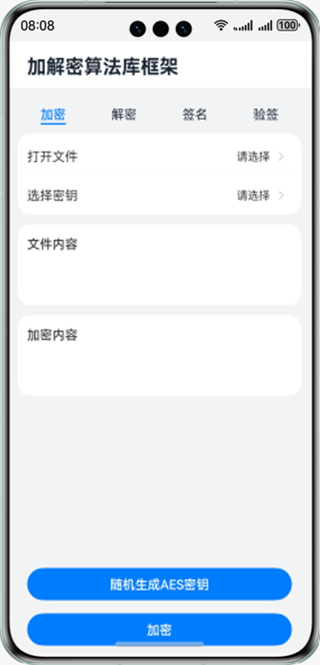 08:08
100
加解密算法库框架
加密 解密 签名 验签
打开文件 请选择
选择密钥 请选择
文件内容
加密内容
随机生成AES密钥
加密